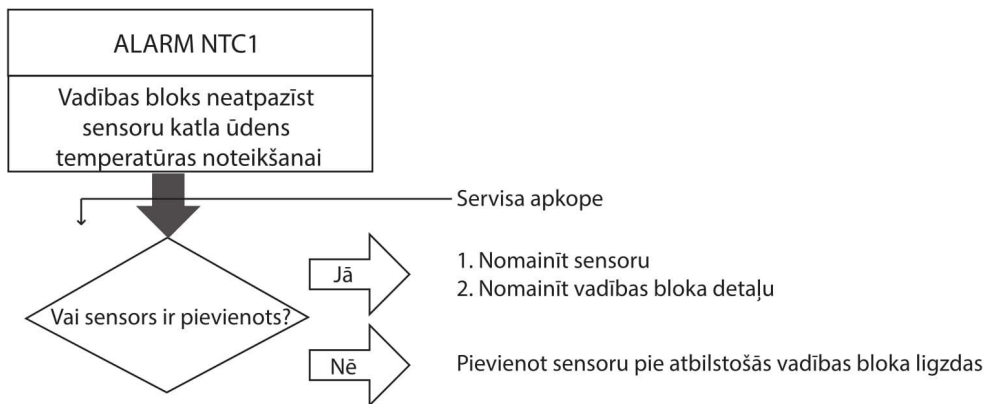 ALARM NTC1
Vadības bloks neatpazīst
sensoru katla ūdens
temperatūras noteikšanai
Servisa apkope
Vai sensors ir pievienots?
Jā
1. Nomainīt sensoru
2. Nomainīt vadības bloka detaļu
Nē
Pievienot sensoru pie atbilstošās vadības bloka ligzdas